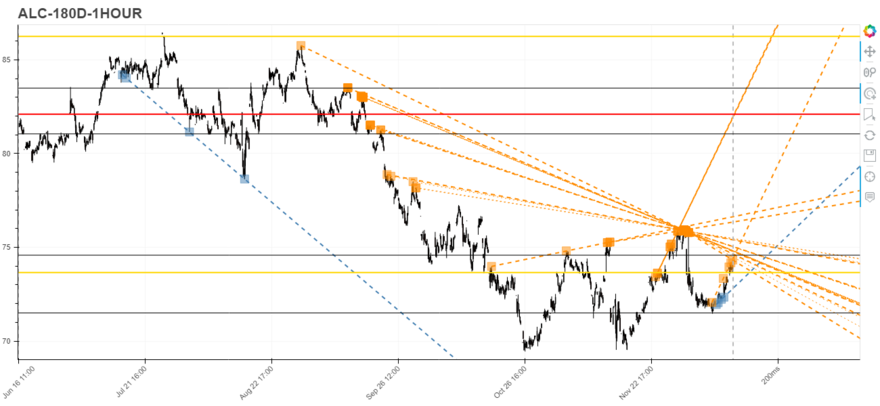 ALC-180D-1HOUR
85
80
75
70
Jun 16 11:00
Jul 21 16:00
Aug 22 17:00
Sep 26 12:00
Oct 26 16:00
Nov 22 17:00
200ms